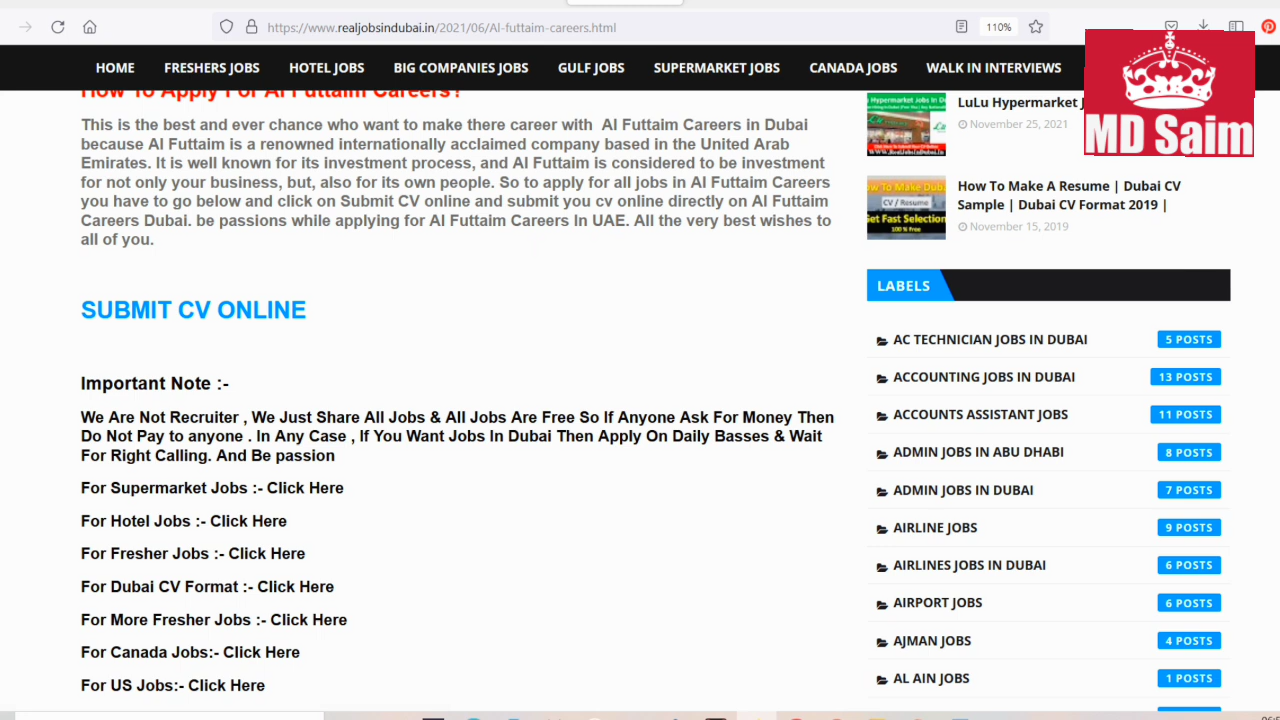 https://www.realjobsindubai.in/2021/06/Al-futtaim-careers.html
110%
HOME
FRESHERS JOBS
HOTEL JOBS
BIG COMPANIES JOBS
GULF JOBS
SUPERMARKET JOBS
CANADA JOBS
WALK IN INTERVIEWS
MD Saim
How To Apply For Al Futtaim Careers?
This is the best and ever chance who want to make there career with Al Futtaim Careers in Dubai
because Al Futtaim is a renowned internationally acclaimed company based in the United Arab
Emirates. It is well known for its investment process, and Al Futtaim is considered to be investment
for not only your business, but, also for its own people. So to apply for all jobs in Al Futtaim Careers
you have to go below and click on Submit CV online and submit you cv online directly on Al Futtaim
Careers Dubai. be passions while applying for Al Futtaim Careers In UAE. All the very best wishes to
all of you.
SUBMIT CV ONLINE
Important Note :-
We Are Not Recruiter , We Just Share All Jobs & All Jobs Are Free So If Anyone Ask For Money Then
Do Not Pay to anyone . In Any Case , If You Want Jobs In Dubai Then Apply On Daily Basses & Wait
For Right Calling. And Be passion
For Supermarket Jobs :- Click Here
For Hotel Jobs :- Click Here
For Fresher Jobs :- Click Here
For Dubai CV Format :- Click Here
For More Fresher Jobs :- Click Here
For Canada Jobs:- Click Here
For US Jobs:- Click Here
LuLu Hypermarket
November 25, 2021
How To Make A Resume | Dubai CV
Sample | Dubai CV Format 2019 |
November 15, 2019
CV / Resume
Get Fast Selection
100 % Free
LABELS
AC TECHNICIAN JOBS IN DUBAI 5 POSTS
ACCOUNTING JOBS IN DUBAI 13 POSTS
ACCOUNTS ASSISTANT JOBS 11 POSTS
ADMIN JOBS IN ABU DHABI 8 POSTS
ADMIN JOBS IN DUBAI 7 POSTS
AIRLINE JOBS 9 POSTS
AIRLINES JOBS IN DUBAI 6 POSTS
AIRPORT JOBS 6 POSTS
AJMAN JOBS 4 POSTS
AL AIN JOBS 1 POSTS